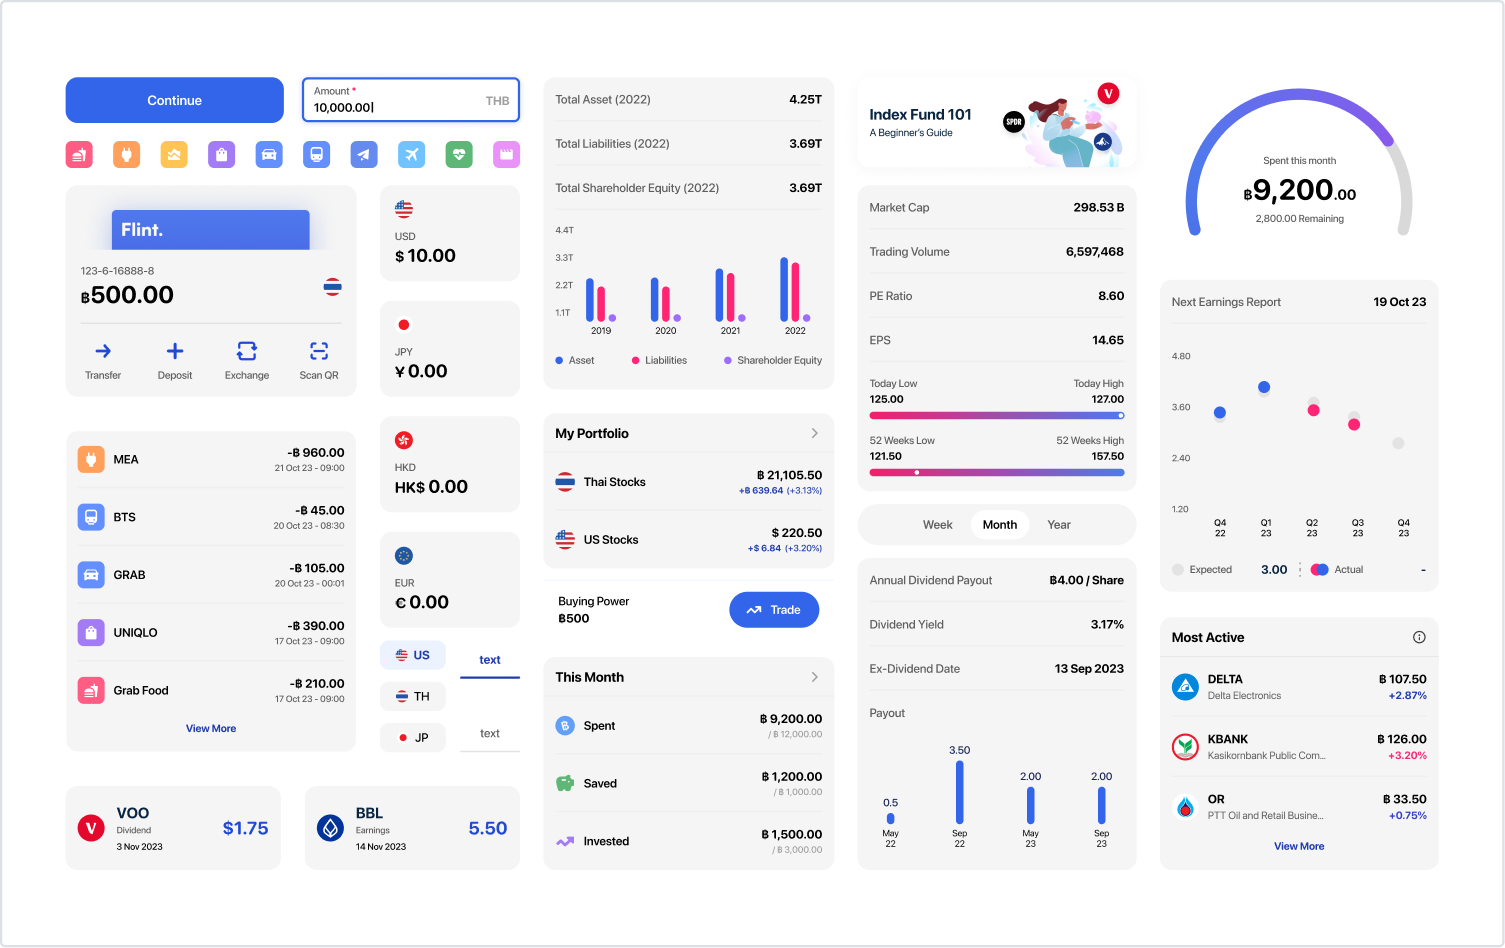 Continue
Amount *
10,000.00
THB
Flint.
123-6-16888-8
฿500.00
Transfer
Deposit
Exchange
Scan QR
MEA
-฿ 960.00
21 Oct 23 - 09:00
BTS
-฿ 45.00
20 Oct 23 - 08:30
GRAB
-฿ 105.00
20 Oct 23 - 00:01
UNIQLO
-฿ 390.00
17 Oct 23 - 09:00
Grab Food
-฿ 210.00
17 Oct 23 - 09:00
View More
V
VOO
Dividend
3 Nov 2023
$1.75
BBL
Earnings
14 Nov 2023
5.50
USD
$ 10.00
JPY
¥ 0.00
HKD
HK$ 0.00
EUR
€ 0.00
US
TH
JP
text
text
Total Asset (2022)
4.25T
Total Liabilities (2022)
3.69T
Total Shareholder Equity (2022)
3.69T
4.4T
3.3T
2.2T
1.1T
2019
2020
2021
2022
Asset
Liabilities
Shareholder Equity
My Portfolio
Thai Stocks
฿ 21,105.50
+฿ 639.64 (+3.13%)
US Stocks
$ 220.50
+$ 6.84 (+3.20%)
Buying Power
฿500
Trade
This Month
฿
Spent
฿ 9,200.00
/ ฿ 12,000.00
Saved
฿ 1,200.00
/ ฿ 1,000.00
Invested
฿ 1,500.00
/ ฿ 3,000.00
Index Fund 101
A Beginner's Guide
SPDR
V
Market Cap
298.53 B
Trading Volume
6,597,468
PE Ratio
8.60
EPS
14.65
Today Low
Today High
125.00
127.00
52 Weeks Low
52 Weeks High
121.50
157.50
Week
Month
Year
Annual Dividend Payout
฿4.00 / Share
Dividend Yield
3.17%
Ex-Dividend Date
13 Sep 2023
Payout
0.5
3.50
2.00
2.00
May
22
Sep
22
May
23
Sep
23
Spent this month
฿9,200.00
2,800.00 Remaining
Next Earnings Report
19 Oct 23
4.80
3.60
2.40
1.20
Q4
22
Q1
23
Q2
23
Q3
23
Q4
23
Expected
3.00
Actual
-
Most Active
DELTA
Delta Electronics
฿ 107.50
+2.87%
KBANK
Kasikornbank Public Com...
฿ 126.00
+3.20%
OR
PTT Oil and Retail Busine...
฿ 33.50
+0.75%
View More